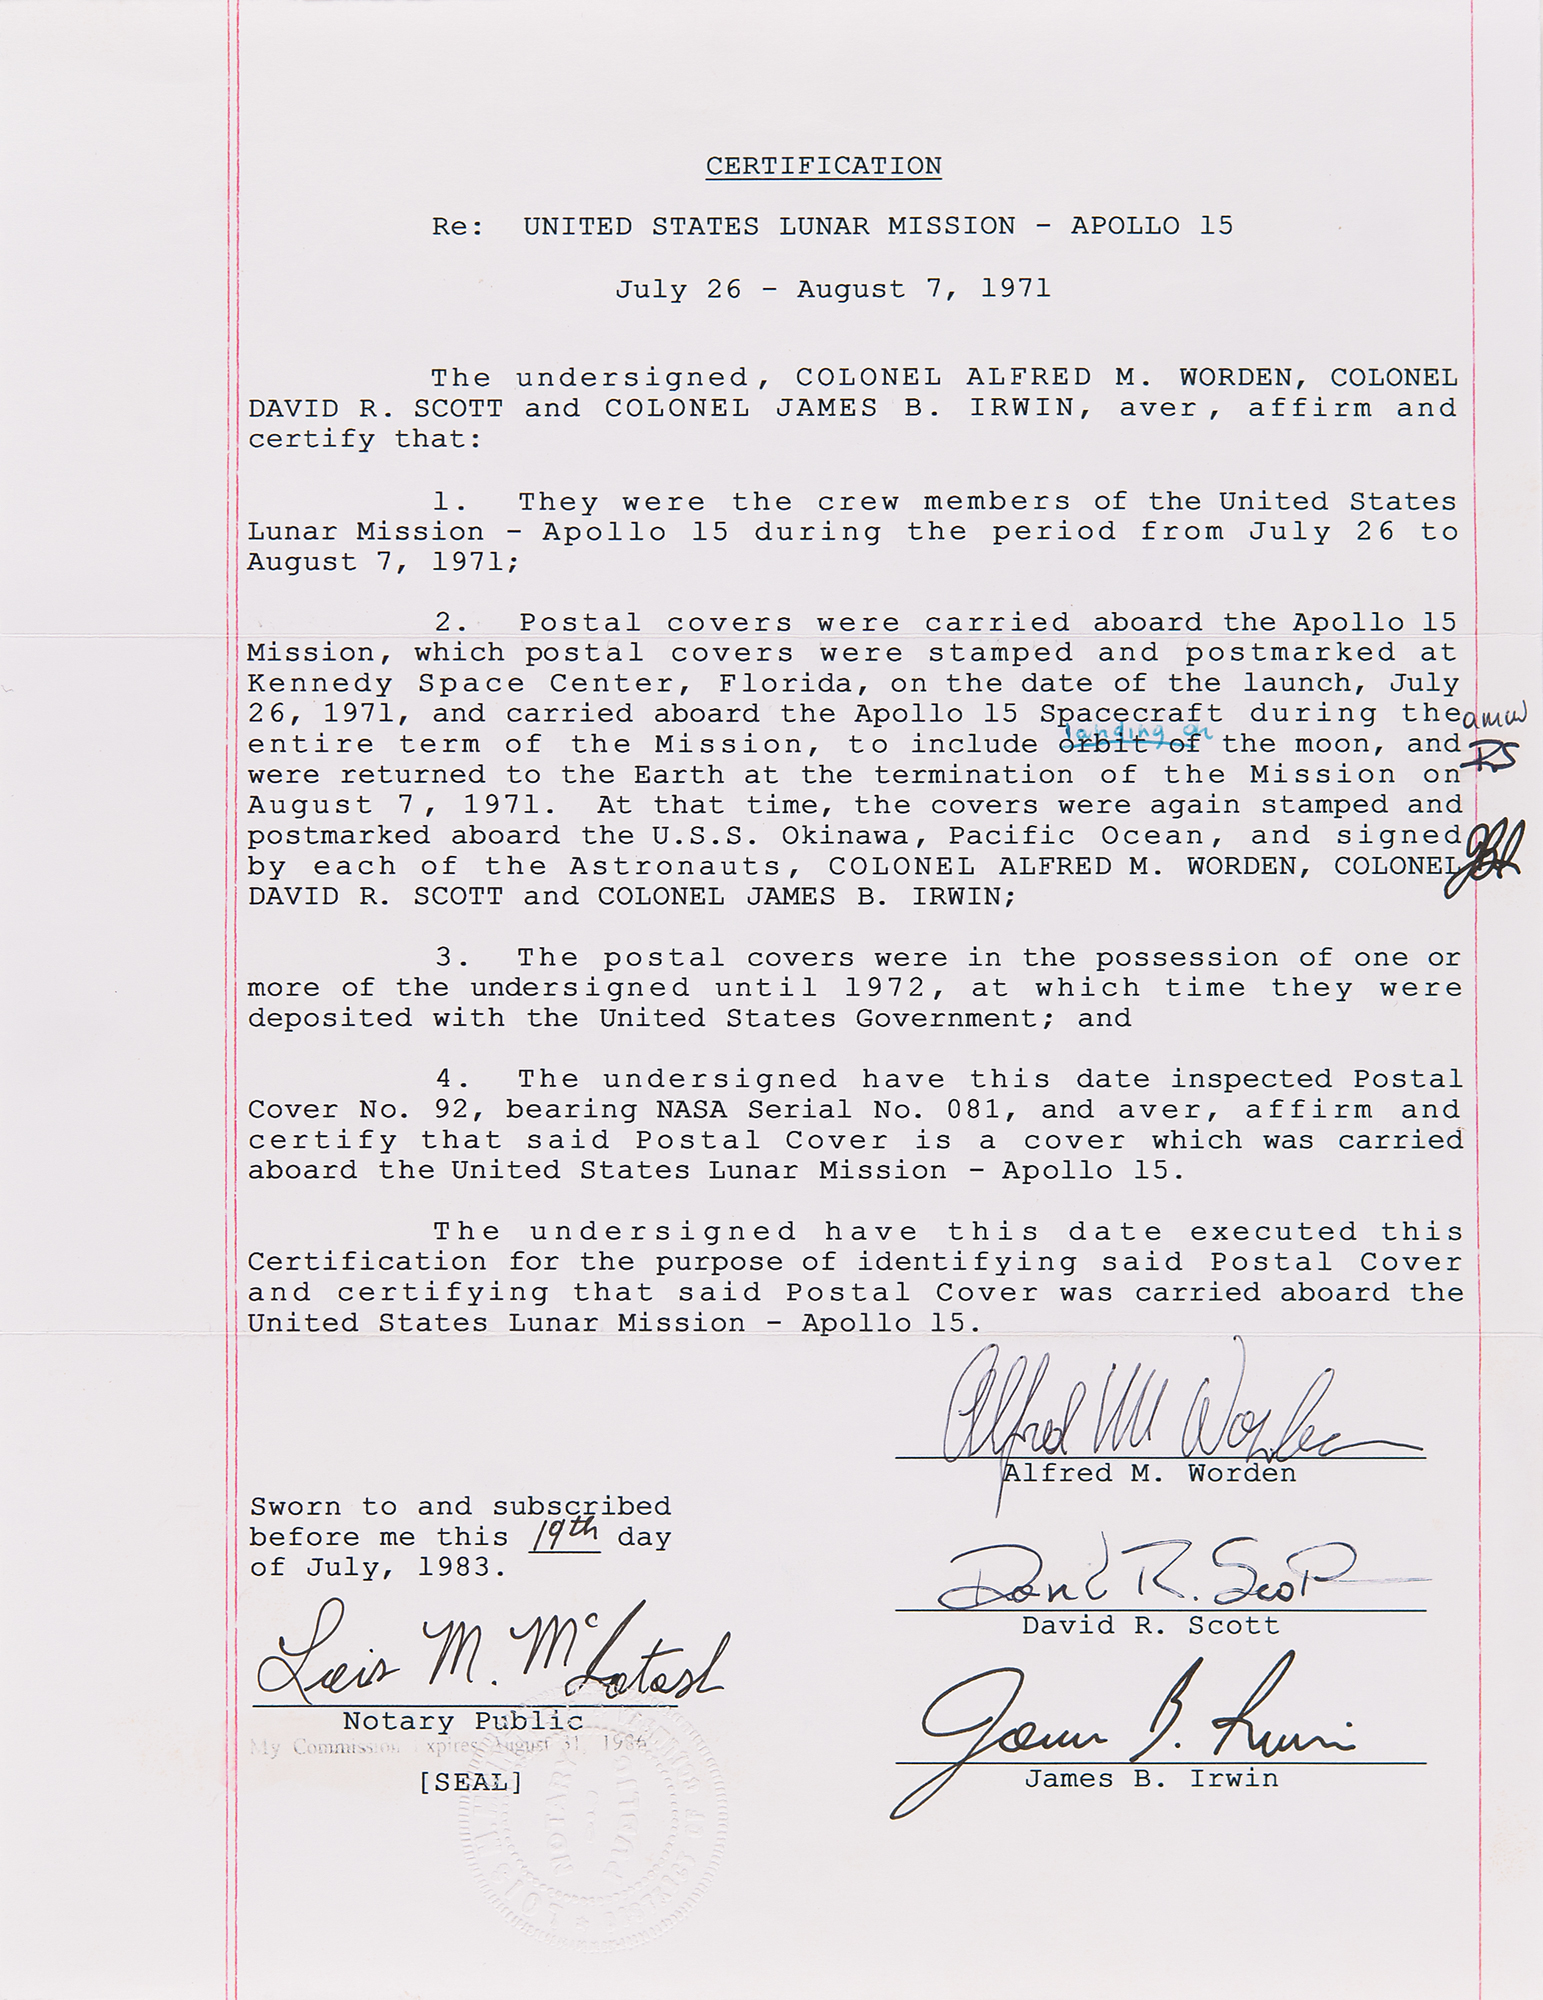 CERTIFICATION
Re: UNITED STATES LUNAR MISSION - APOLLO 15
July 26 - August 7, 1971
The undersigned, COLONEL ALFRED M. WORDEN, COLONEL
DAVID R. SCOTT and COLONEL JAMES B. IRWIN, aver, affirm and
certify that:
1. They were the crew members of the United States
Lunar Mission - Apollo 15 during the period from July 26 to
August 7, 1971;
2. Postal covers were carried aboard the Apollo 15
Mission, which postal covers were stamped and postmarked at
Kennedy Space Center, Florida, on the date of the launch, July
26, 1971, and carried aboard the Apollo 15 Spacecraft during the amw
landing on
entire term of the Mission, to include orbit of the moon, and DS
were returned to the Earth at the termination of the Mission on
August 7, 1971. At that time, the covers were again stamped and
postmarked aboard the U.S.S. Okinawa, Pacific Ocean, and signed
by each of the Astronauts, COLONEL ALFRED M. WORDEN, COLONEL JBI
DAVID R. SCOTT and COLONEL JAMES B. IRWIN;
3. The postal covers were in the possession of one or
more of the undersigned until 1972, at which time they were
deposited with the United States Government; and
4. The undersigned have this date inspected Postal
Cover No. 92, bearing NASA Serial No. 081, and aver, affirm and
certify that said Postal Cover is a cover which was carried
aboard the United States Lunar Mission - Apollo 15.
The undersigned have this date executed this
Certification for the purpose of identifying said Postal Cover
and certifying that said Postal Cover was carried aboard the
United States Lunar Mission - Apollo 15.
Alfred M Worden
Alfred M. Worden
Sworn to and subscribed
before me this 19th day
of July, 1983.
David R. Scott
David R. Scott
Lois M. McIntosh
Notary Public
My Commission Expires August 31, 1986
[SEAL]
James B. Irwin
James B. Irwin
NOTARY
PUBLIC